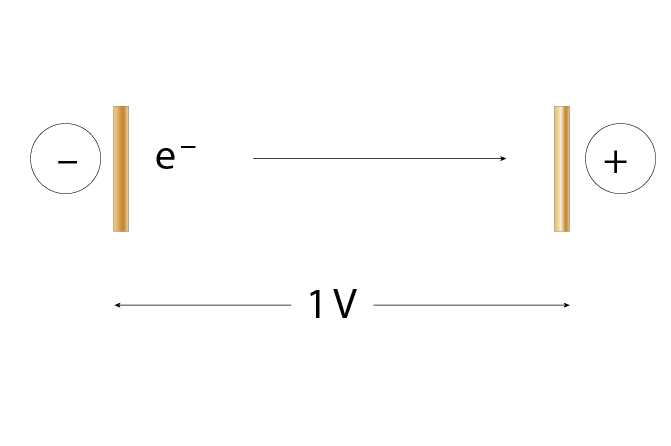 − e⁻ +
1 V